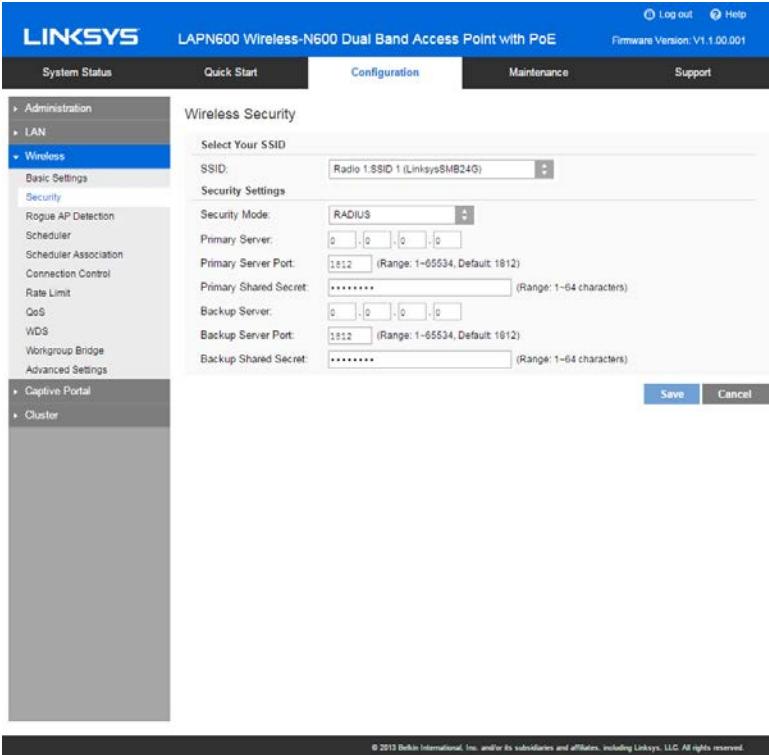 Log out Help
LINKSYS LAPN600 Wireless-N600 Dual Band Access Point with PoE Firmware Version: V1.1.00.001
System Status Quick Start Configuration Maintenance Support
Administration
LAN
Wireless
Basic Settings
Security
Rogue AP Detection
Scheduler
Scheduler Association
Connection Control
Rate Limit
QoS
WDS
Workgroup Bridge
Advanced Settings
Captive Portal
Cluster
Wireless Security
Select Your SSID
SSID: Radio 1:SSID 1 (LinksysSMB24G)
Security Settings
Security Mode: RADIUS
Primary Server: 0 . 0 . 0 . 0
Primary Server Port: 1812 (Range: 1~65534, Default: 1812)
Primary Shared Secret: •••••••• (Range: 1~64 characters)
Backup Server: 0 . 0 . 0 . 0
Backup Server Port: 1812 (Range: 1~65534, Default: 1812)
Backup Shared Secret: •••••••• (Range: 1~64 characters)
Save Cancel
© 2013 Belkin International, Inc. and/or its subsidiaries and affiliates, including Linksys, LLC. All rights reserved.